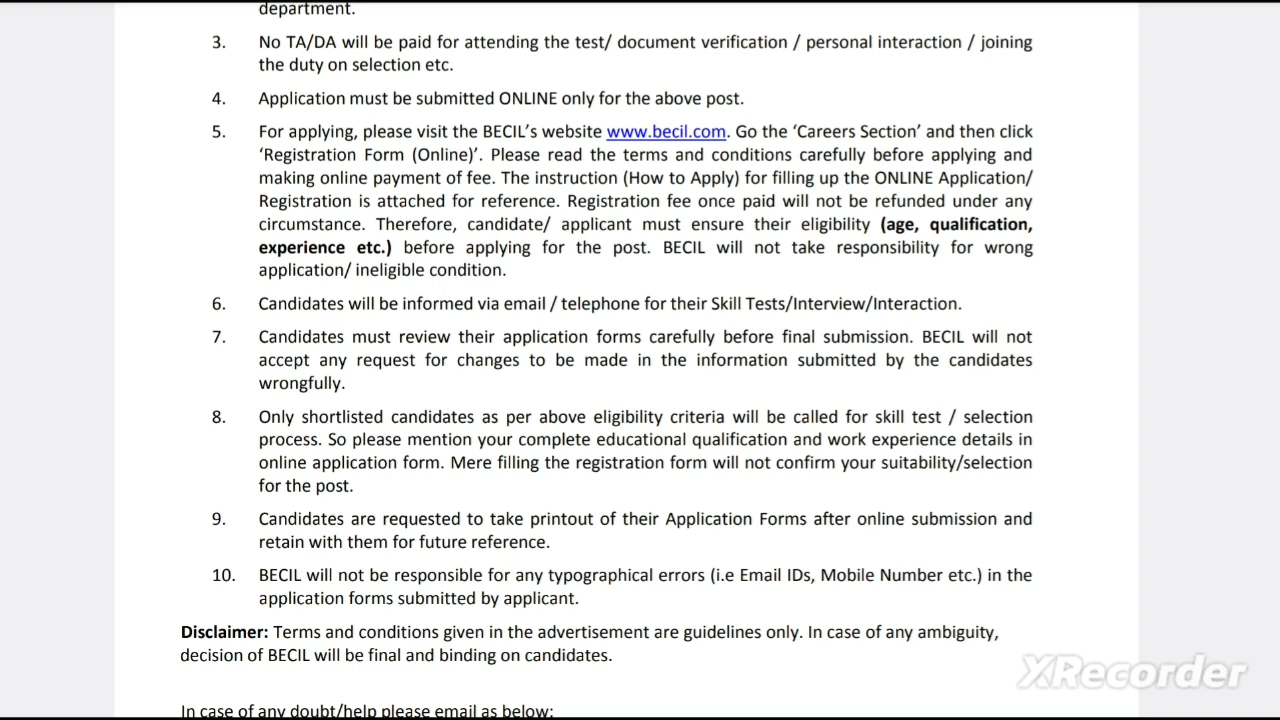 department.
3. No TA/DA will be paid for attending the test/ document verification / personal interaction / joining
the duty on selection etc.
4. Application must be submitted ONLINE only for the above post.
5. For applying, please visit the BECIL's website www.becil.com. Go the 'Careers Section' and then click
'Registration Form (Online)'. Please read the terms and conditions carefully before applying and
making online payment of fee. The instruction (How to Apply) for filling up the ONLINE Application/
Registration is attached for reference. Registration fee once paid will not be refunded under any
circumstance. Therefore, candidate/ applicant must ensure their eligibility (age, qualification,
experience etc.) before applying for the post. BECIL will not take responsibility for wrong
application/ ineligible condition.
6. Candidates will be informed via email / telephone for their Skill Tests/Interview/Interaction.
7. Candidates must review their application forms carefully before final submission. BECIL will not
accept any request for changes to be made in the information submitted by the candidates
wrongfully.
8. Only shortlisted candidates as per above eligibility criteria will be called for skill test / selection
process. So please mention your complete educational qualification and work experience details in
online application form. Mere filling the registration form will not confirm your suitability/selection
for the post.
9. Candidates are requested to take printout of their Application Forms after online submission and
retain with them for future reference.
10. BECIL will not be responsible for any typographical errors (i.e Email IDs, Mobile Number etc.) in the
application forms submitted by applicant.
Disclaimer: Terms and conditions given in the advertisement are guidelines only. In case of any ambiguity,
decision of BECIL will be final and binding on candidates.
XRecorder
In case of any doubt/help please email as below: